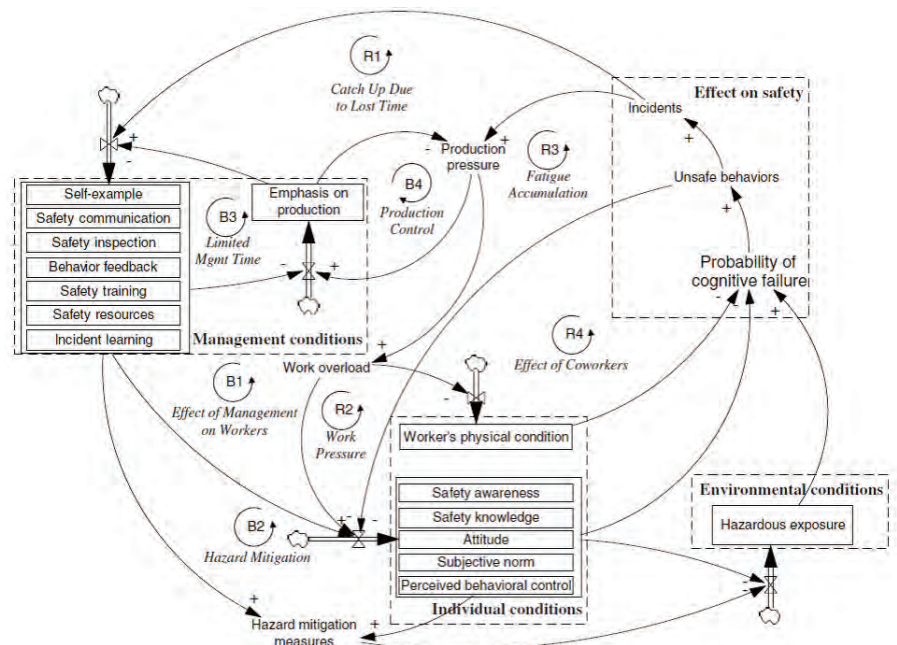 R1
Catch Up Due
to Lost Time
Effect on safety
Incidents
+
+
-
-
+
Production
pressure
R3
Fatigue
Accumulation
+
Unsafe behaviors
+
Self-example
Safety communication
Safety inspection
Behavior feedback
Safety training
Safety resources
Incident learning
Emphasis on
production
B4
Production
Control
B3
Limited
Mgmt Time
-
+
Probability of
cognitive failure
-
-
+
Management conditions
R4
Effect of Coworkers
+
Work overload
-
B1
Effect of Management
on Workers
R2
Work
Pressure
Worker's physical condition
Safety awareness
Safety knowledge
Attitude
Subjective norm
Perceived behavioral control
Individual conditions
Environmental conditions
Hazardous exposure
+
-
-
B2
Hazard Mitigation
-
-
+
+
Hazard mitigation
measures